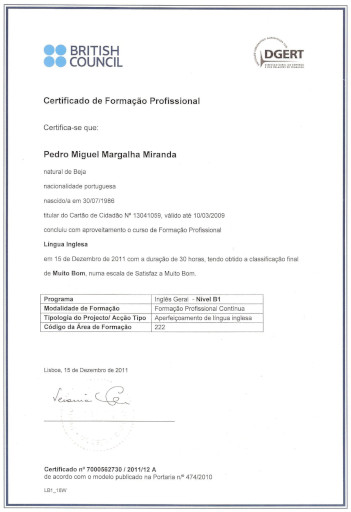 BRITISH
COUNCIL
DGERT
Certificado de Formação Profissional
Certifica-se que:
Pedro Miguel Margalha Miranda
natural de Beja
nacionalidade portuguesa
nascido/a em 30/07/1986
titular do Cartão de Cidadão Nº 13041059, válido até 10/03/2009
concluiu com aproveitamento o curso de Formação Profissional
Língua Inglesa
em 15 de Dezembro de 2011 com a duração de 30 horas, tendo obtido a classificação final
de Muito Bom, numa escala de Satisfaz a Muito Bom.
Programa Inglês Geral - Nível B1
Modalidade de Formação Formação Profissional Contínua
Tipologia do Projecto/ Acção Tipo Aperfeiçoamento de língua inglesa
Código da Área de Formação 222
Lisboa, 15 de Dezembro de 2011
Certificado nº 7000562730 / 2011/12 A
de acordo com o modelo publicado na Portaria n.º 474/2010
LB1_18W